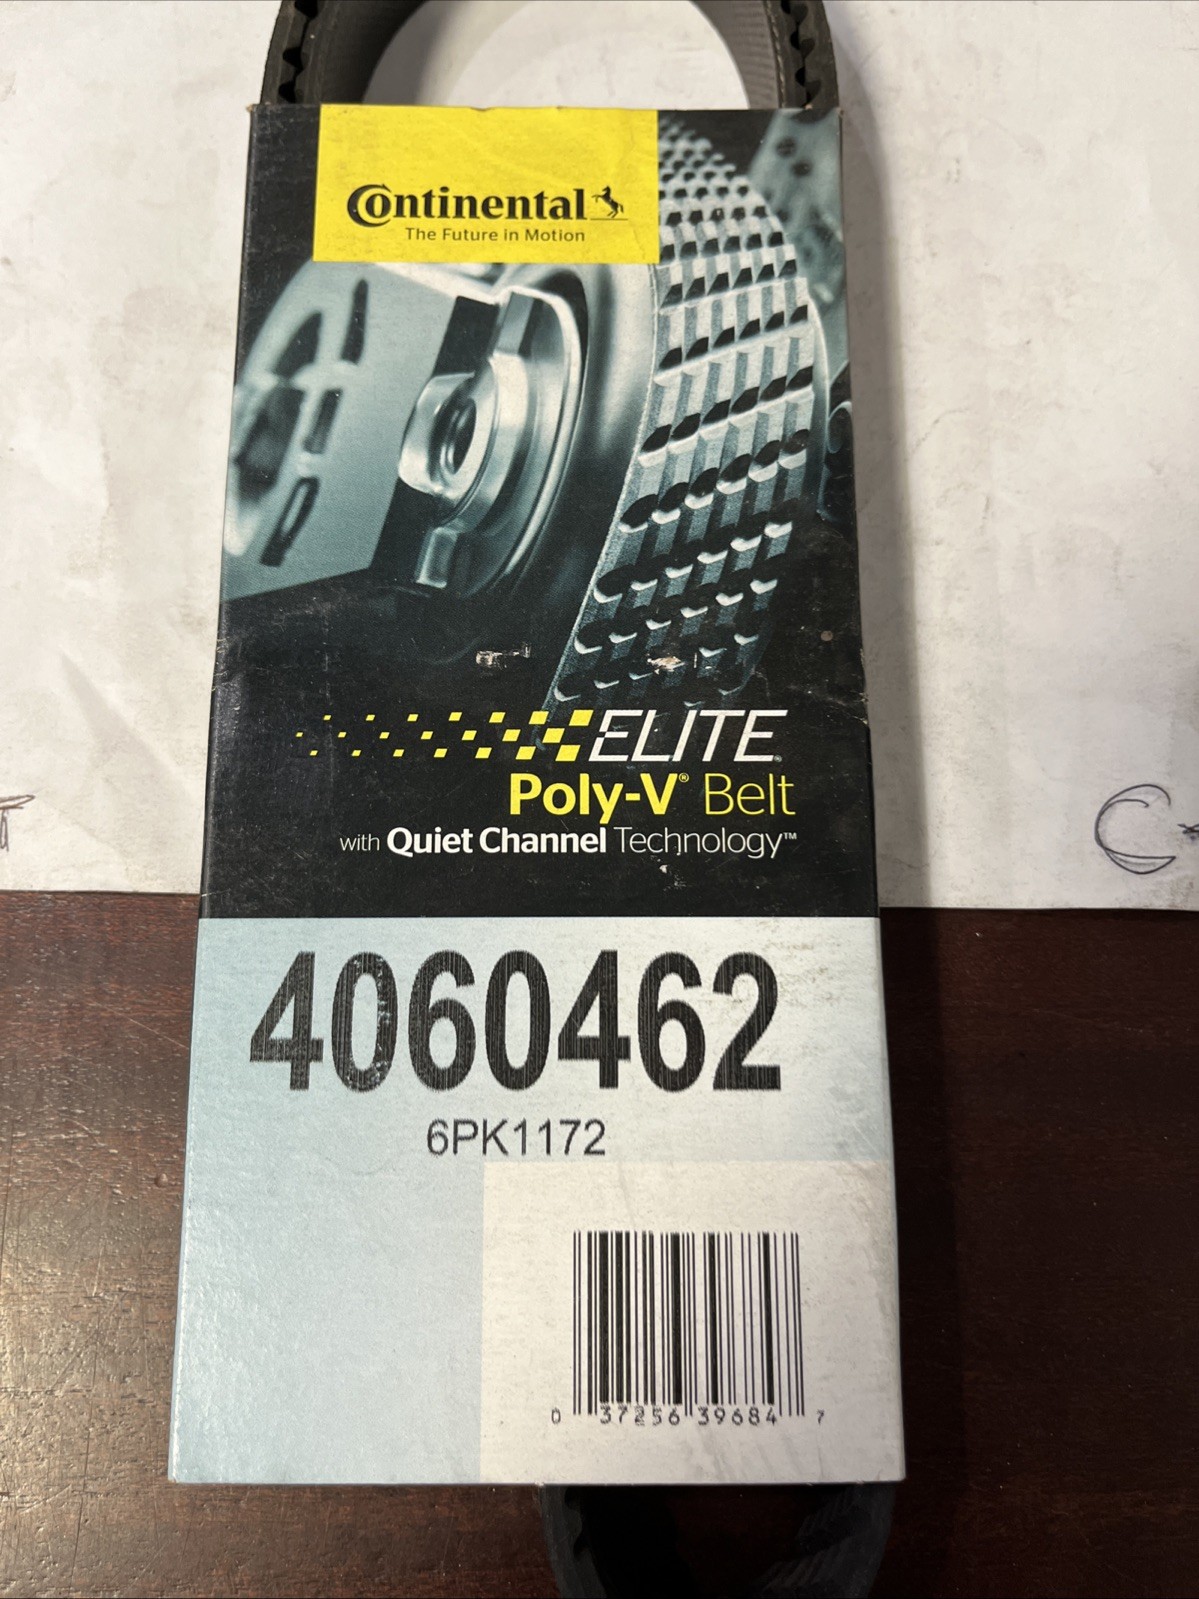 Continental
The Future in Motion
ELITE®
Poly-V® Belt
with Quiet Channel Technology™
4060462
6PK1172
0 37256 39684 7
C